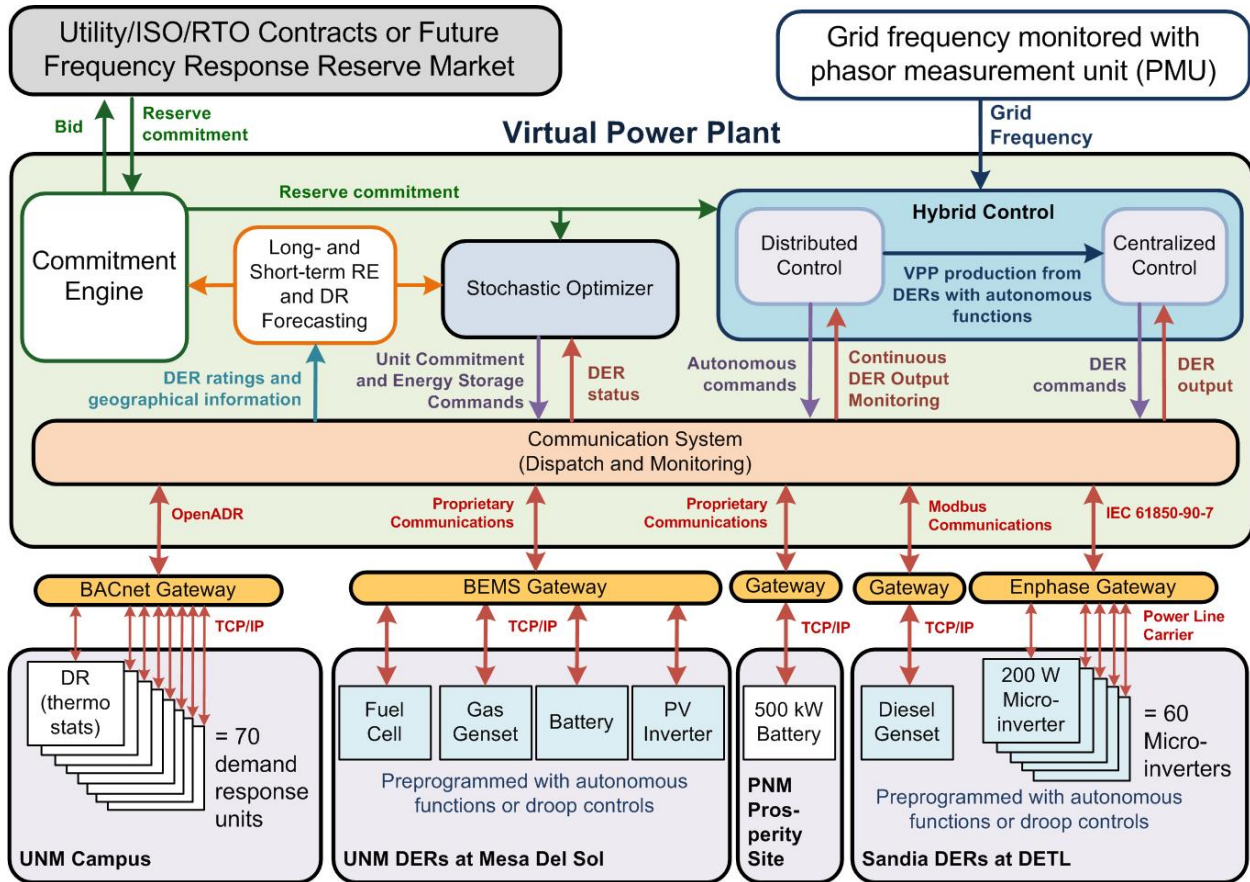 Utility/ISO/RTO Contracts or Future
Frequency Response Reserve Market
Grid frequency monitored with
phasor measurement unit (PMU)
Bid
Reserve
commitment
Grid
Frequency
Virtual Power Plant
Commitment
Engine
Reserve commitment
Long- and
Short-term RE
and DR
Forecasting
Stochastic Optimizer
Hybrid Control
Distributed
Control
Centralized
Control
VPP production from
DERs with autonomous
functions
DER ratings and
geographical information
Unit Commitment
and Energy Storage
Commands
DER
status
Autonomous
commands
Continuous
DER Output
Monitoring
DER
commands
DER
output
Communication System
(Dispatch and Monitoring)
OpenADR
Proprietary
Communications
Proprietary
Communications
Modbus
Communications
IEC 61850-90-7
BACnet Gateway
BEMS Gateway
Gateway
Gateway
Enphase Gateway
TCP/IP
TCP/IP
TCP/IP
TCP/IP
Power Line
Carrier
DR
(thermo
stats)
= 70
demand
response
units
UNM Campus
Fuel
Cell
Gas
Genset
Battery
PV
Inverter
Preprogrammed with autonomous
functions or droop controls
UNM DERs at Mesa Del Sol
500 kW
Battery
PNM
Pros-
perity
Site
Diesel
Genset
200 W
Micro-
inverter
= 60
Micro-
inverters
Preprogrammed with autonomous
functions or droop controls
Sandia DERs at DETL